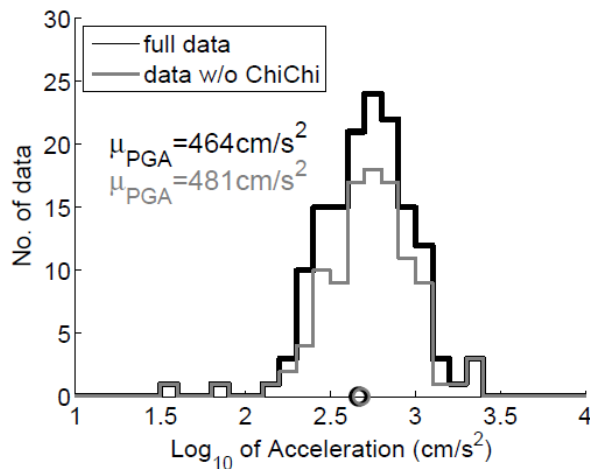 30
25
20
15
10
5
0
No. of data
full data
data w/o ChiChi
μPGA=464cm/s²
μPGA=481cm/s²
1 1.5 2 2.5 3 3.5 4
Log10 of Acceleration (cm/s²)